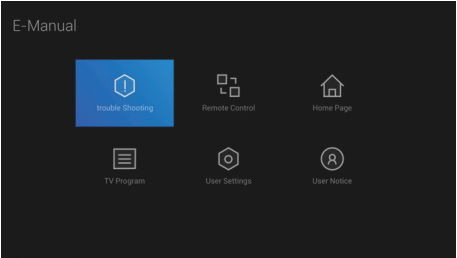 E-Manual
trouble Shooting
Remote Control
Home Page
TV Program
User Settings
User Notice